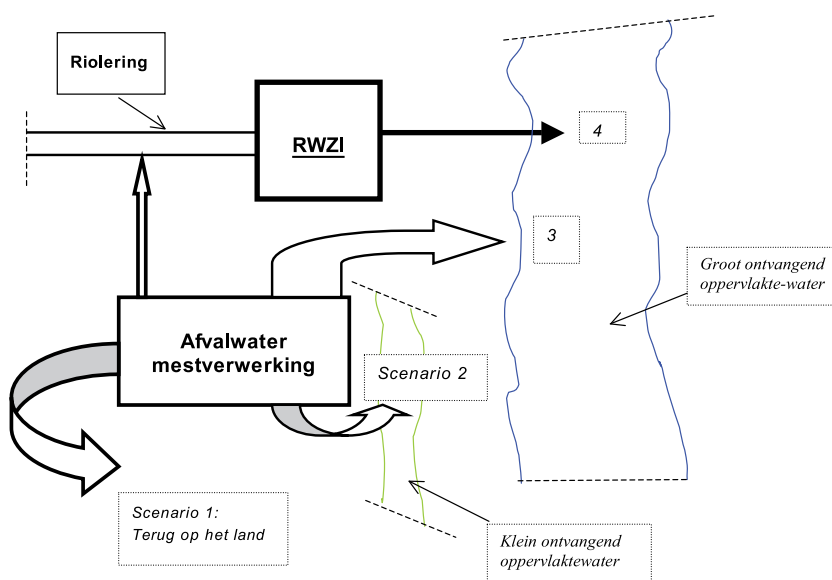 Riolering
RWZI
4
3
Groot ontvangend
oppervlakte-water
Afvalwater
mestverwerking
Scenario 2
Scenario 1:
Terug op het land
Klein ontvangend
oppervlaktewater